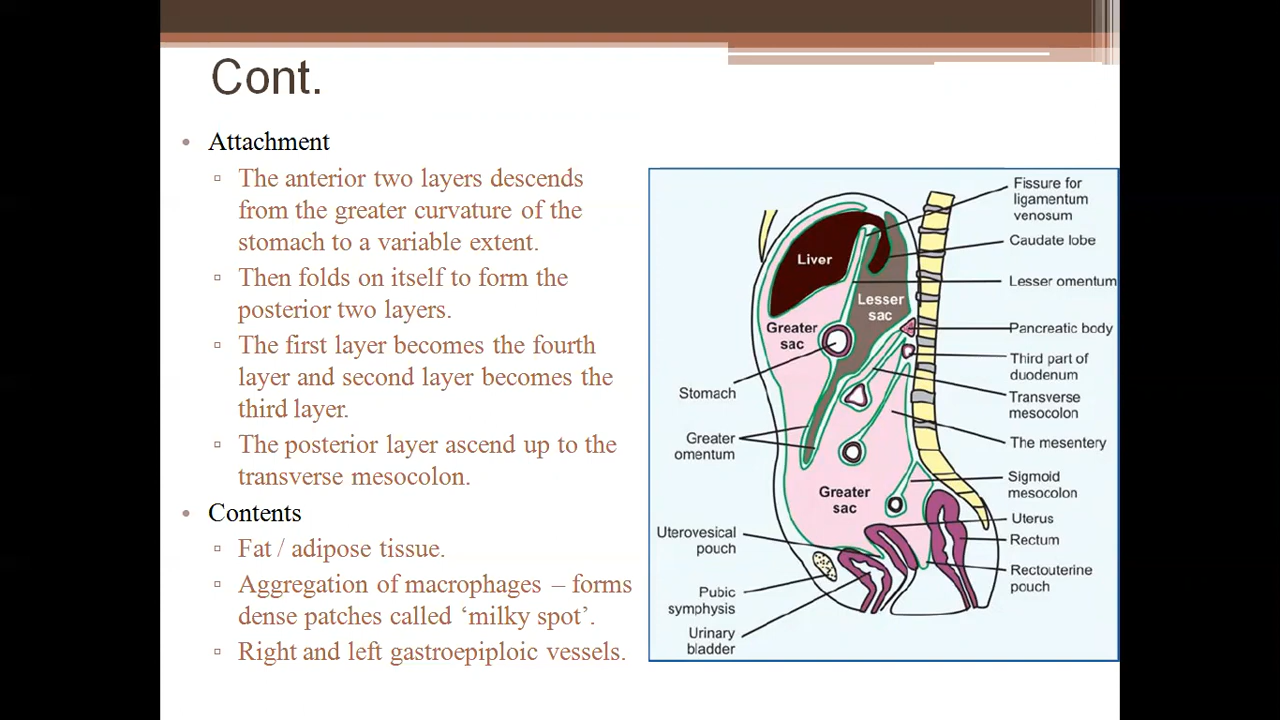 Cont.
• Attachment
▫ The anterior two layers descends
from the greater curvature of the
stomach to a variable extent.
▫ Then folds on itself to form the
posterior two layers.
▫ The first layer becomes the fourth
layer and second layer becomes the
third layer.
▫ The posterior layer ascend up to the
transverse mesocolon.
• Contents
▫ Fat / adipose tissue.
▫ Aggregation of macrophages – forms
dense patches called ‘milky spot’.
▫ Right and left gastroepiploic vessels.
Fissure for
ligamentum
venosum
Caudate lobe
Liver
Lesser omentum
Lesser
sac
Greater
sac
Pancreatic body
Third part of
duodenum
Stomach
Transverse
mesocolon
Greater
omentum
The mesentery
Sigmoid
mesocolon
Greater
sac
Uterus
Uterovesical
pouch
Rectum
Rectouterine
pouch
Pubic
symphysis
Urinary
bladder